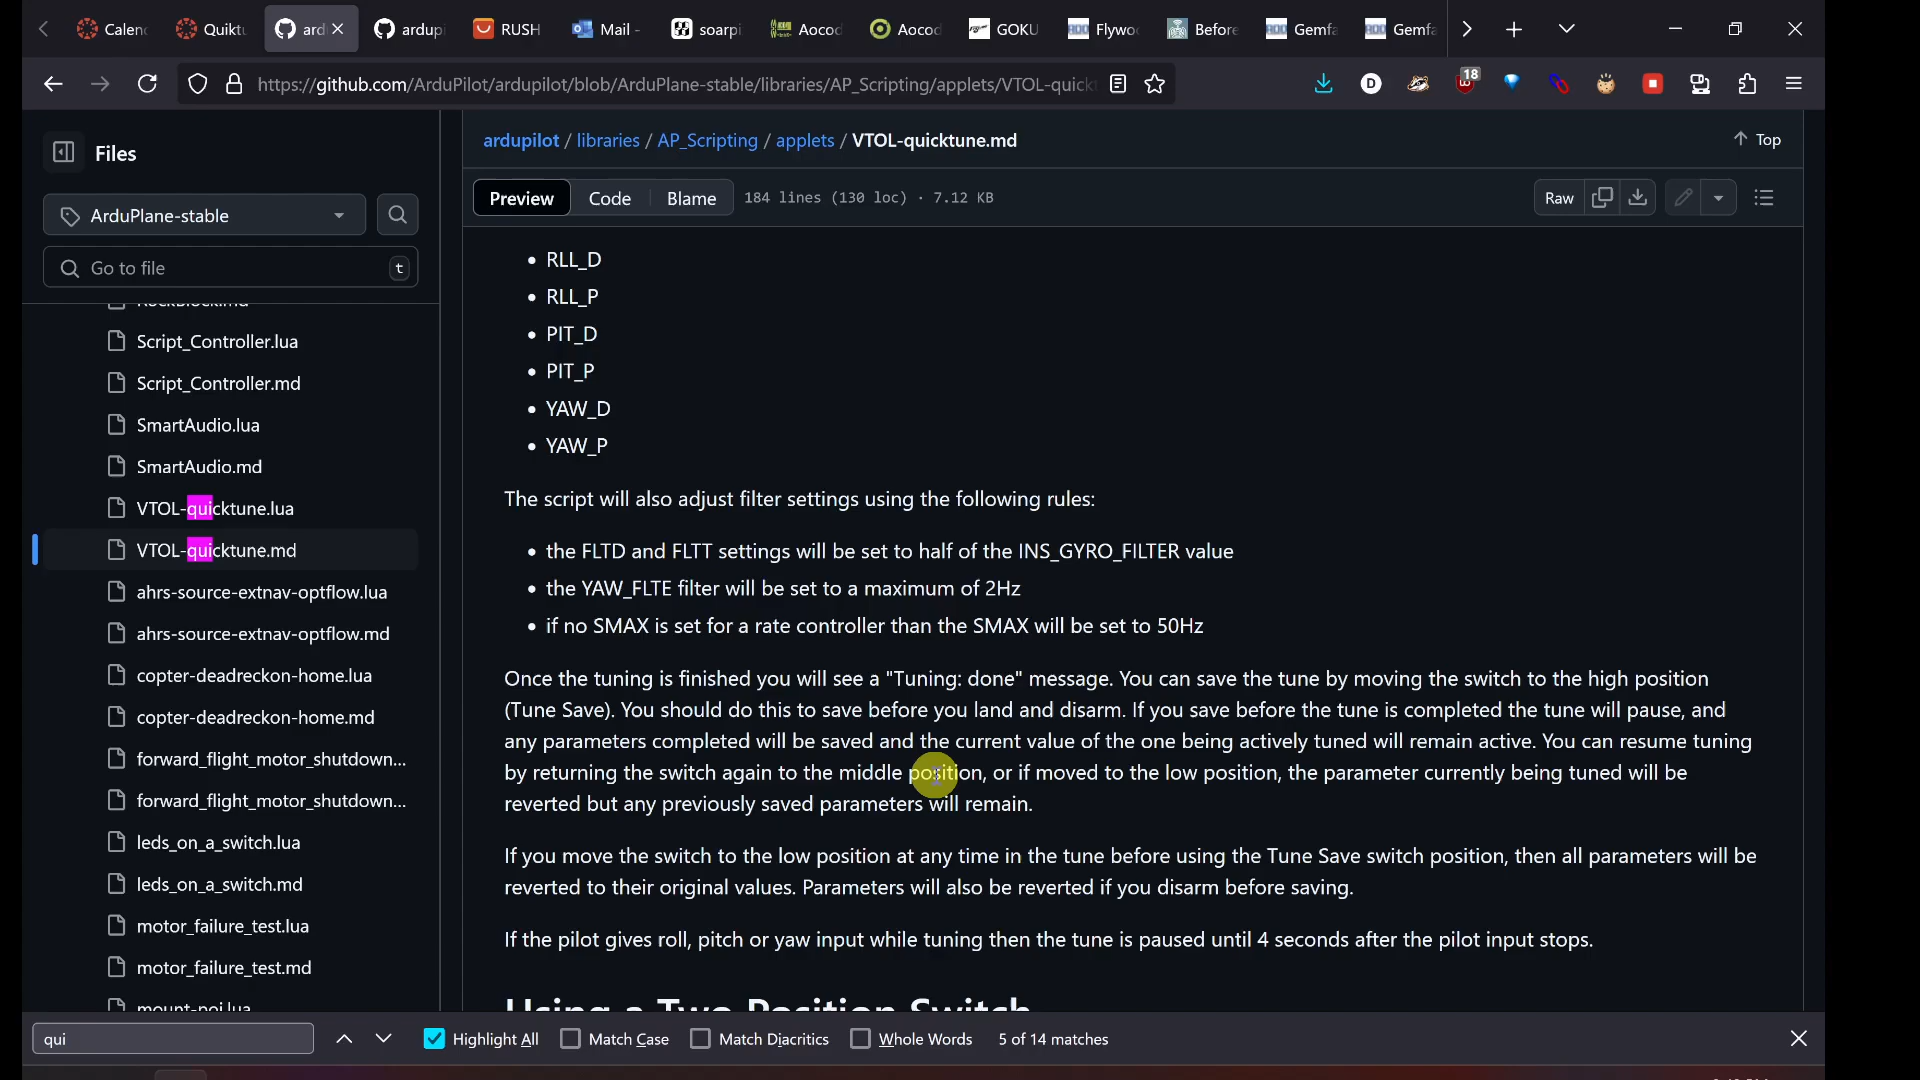 Calen
Quiktu
ard
ardupi
RUSH
Mail -
soarpi
Aocod
Aocod
GOKU
Flywo
Before
Gemfa
Gemfa
https://github.com/ArduPilot/ardupilot/blob/ArduPlane-stable/libraries/AP_Scripting/applets/VTOL-quickt
18
Files
ArduPlane-stable
Go to file
t
Script_Controller.lua
Script_Controller.md
SmartAudio.lua
SmartAudio.md
VTOL-quicktune.lua
VTOL-quicktune.md
ahrs-source-extnav-optflow.lua
ahrs-source-extnav-optflow.md
copter-deadreckon-home.lua
copter-deadreckon-home.md
forward_flight_motor_shutdown...
forward_flight_motor_shutdown...
leds_on_a_switch.lua
leds_on_a_switch.md
motor_failure_test.lua
motor_failure_test.md
mount-poi.lua
ardupilot / libraries / AP_Scripting / applets / VTOL-quicktune.md
Top
Preview Code Blame 184 lines (130 loc) · 7.12 KB
Raw
• RLL_D
• RLL_P
• PIT_D
• PIT_P
• YAW_D
• YAW_P
The script will also adjust filter settings using the following rules:
• the FLTD and FLTT settings will be set to half of the INS_GYRO_FILTER value
• the YAW_FLTE filter will be set to a maximum of 2Hz
• if no SMAX is set for a rate controller than the SMAX will be set to 50Hz
Once the tuning is finished you will see a "Tuning: done" message. You can save the tune by moving the switch to the high position
(Tune Save). You should do this to save before you land and disarm. If you save before the tune is completed the tune will pause, and
any parameters completed will be saved and the current value of the one being actively tuned will remain active. You can resume tuning
by returning the switch again to the middle position, or if moved to the low position, the parameter currently being tuned will be
reverted but any previously saved parameters will remain.
If you move the switch to the low position at any time in the tune before using the Tune Save switch position, then all parameters will be
reverted to their original values. Parameters will also be reverted if you disarm before saving.
If the pilot gives roll, pitch or yaw input while tuning then the tune is paused until 4 seconds after the pilot input stops.
Using a Two Position Switch
qui
Highlight All Match Case Match Diacritics Whole Words 5 of 14 matches